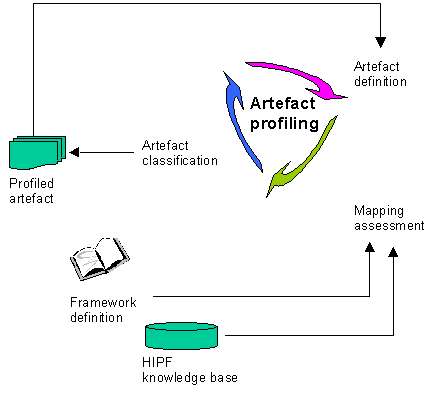 Artefact
definition
Artefact
profiling
Artefact
classification
Profiled
artefact
Mapping
assessment
Framework
definition
HIPF
knowledge base